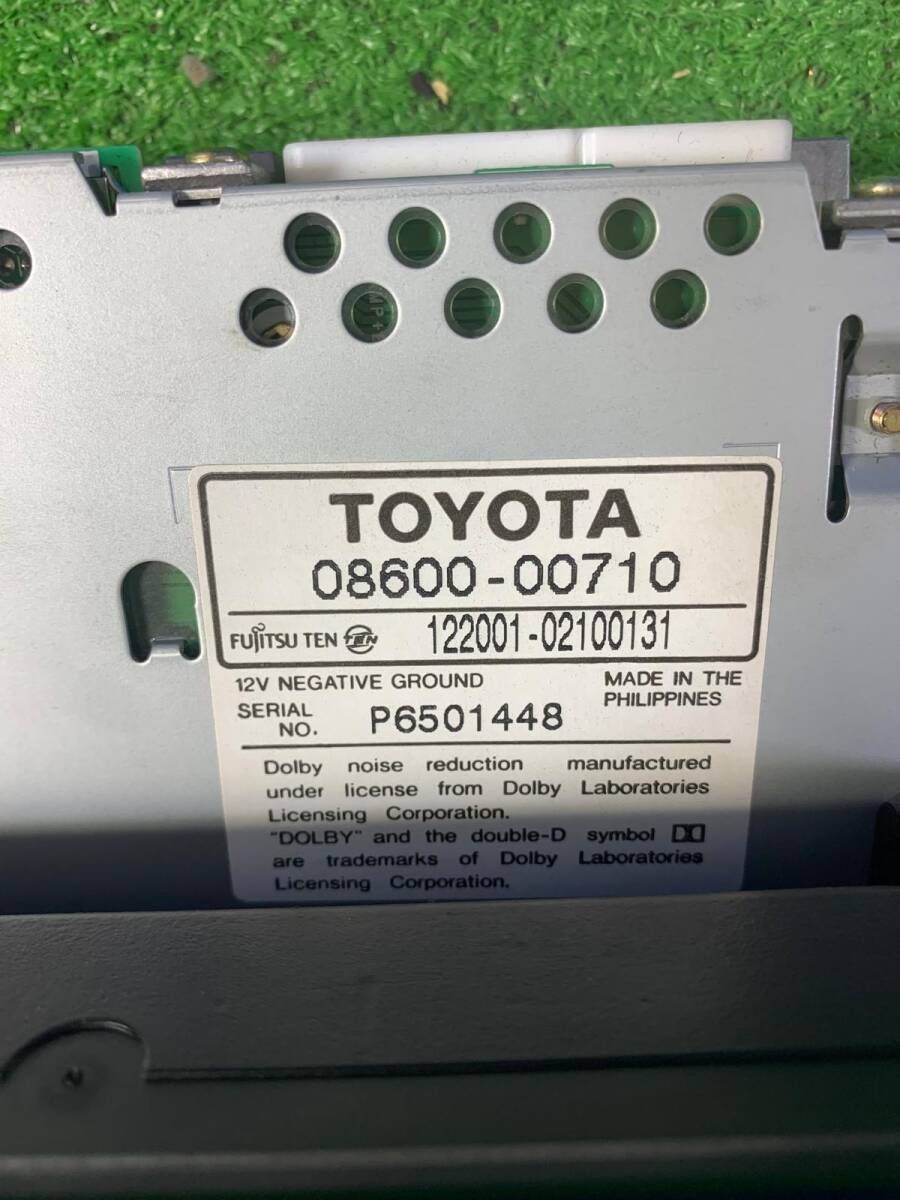 MP+
TOYOTA
08600-00710
FUJITSU TEN TEN 122001-02100131
12V NEGATIVE GROUND MADE IN THE
PHILIPPINES
SERIAL
NO. P6501448
Dolby noise reduction manufactured
under license from Dolby Laboratories
Licensing Corporation.
"DOLBY" and the double-D symbol
are trademarks of Dolby Laboratories
Licensing Corporation.